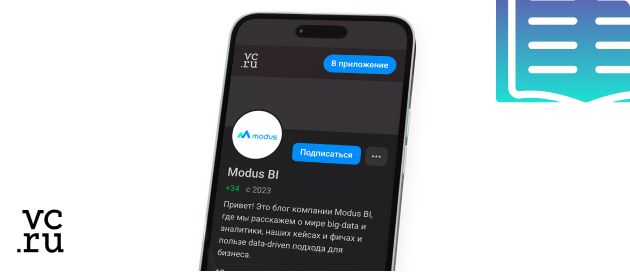 vc
.ru
В приложение
modus
Подписаться
Modus BI
+34 с 2023
Привет! Это блог компании Modus BI,
где мы расскажем о мире big-data и
аналитики, наших кейсах и фичах и
пользе data-driven подхода для
бизнеса.
vc
.ru